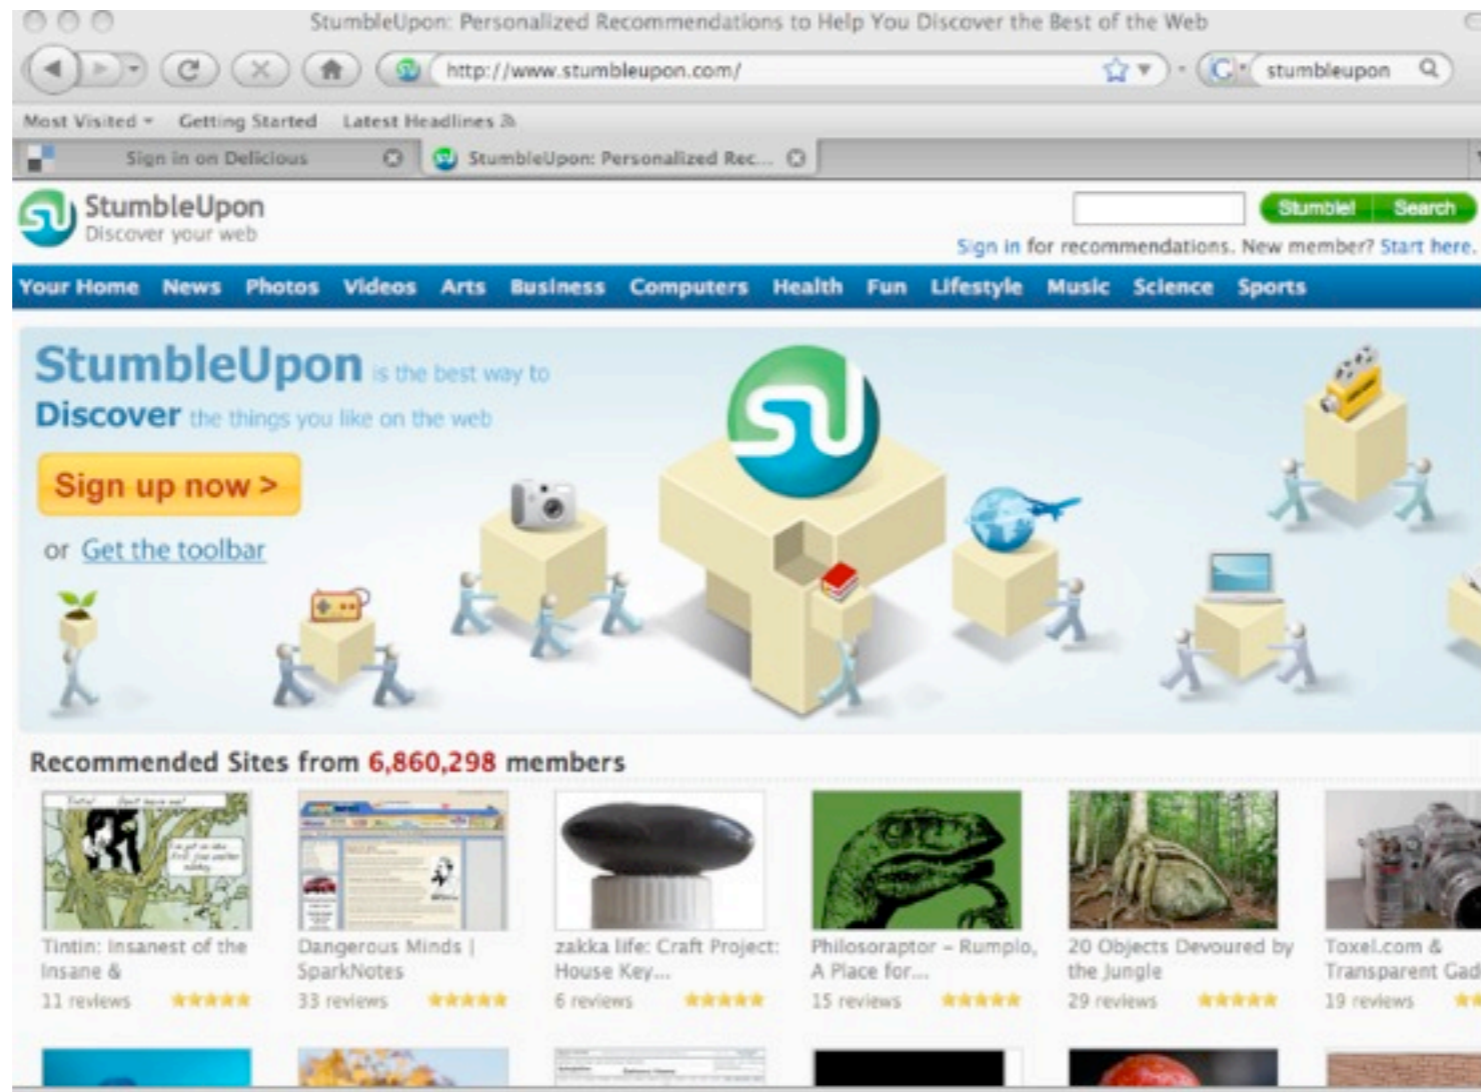 StumbleUpon: Personalized Recommendations to Help You Discover the Best of the Web
http://www.stumbleupon.com/
stumbleupon
Most Visited Getting Started Latest Headlines
Sign in on Delicious
StumbleUpon: Personalized Rec...
StumbleUpon
Discover your web
Stumble! Search
Sign in for recommendations. New member? Start here.
Your Home News Photos Videos Arts Business Computers Health Fun Lifestyle Music Science Sports
StumbleUpon is the best way to
Discover the things you like on the web
Sign up now >
or Get the toolbar
Recommended Sites from 6,860,298 members
Tintin: Insanest of the
Insane &
11 reviews
Dangerous Minds |
SparkNotes
33 reviews
zakka life: Craft Project:
House Key...
6 reviews
Philosoraptor – Rumplo,
A Place for...
15 reviews
20 Objects Devoured by
the Jungle
29 reviews
Toxel.com &
Transparent Gad
19 reviews